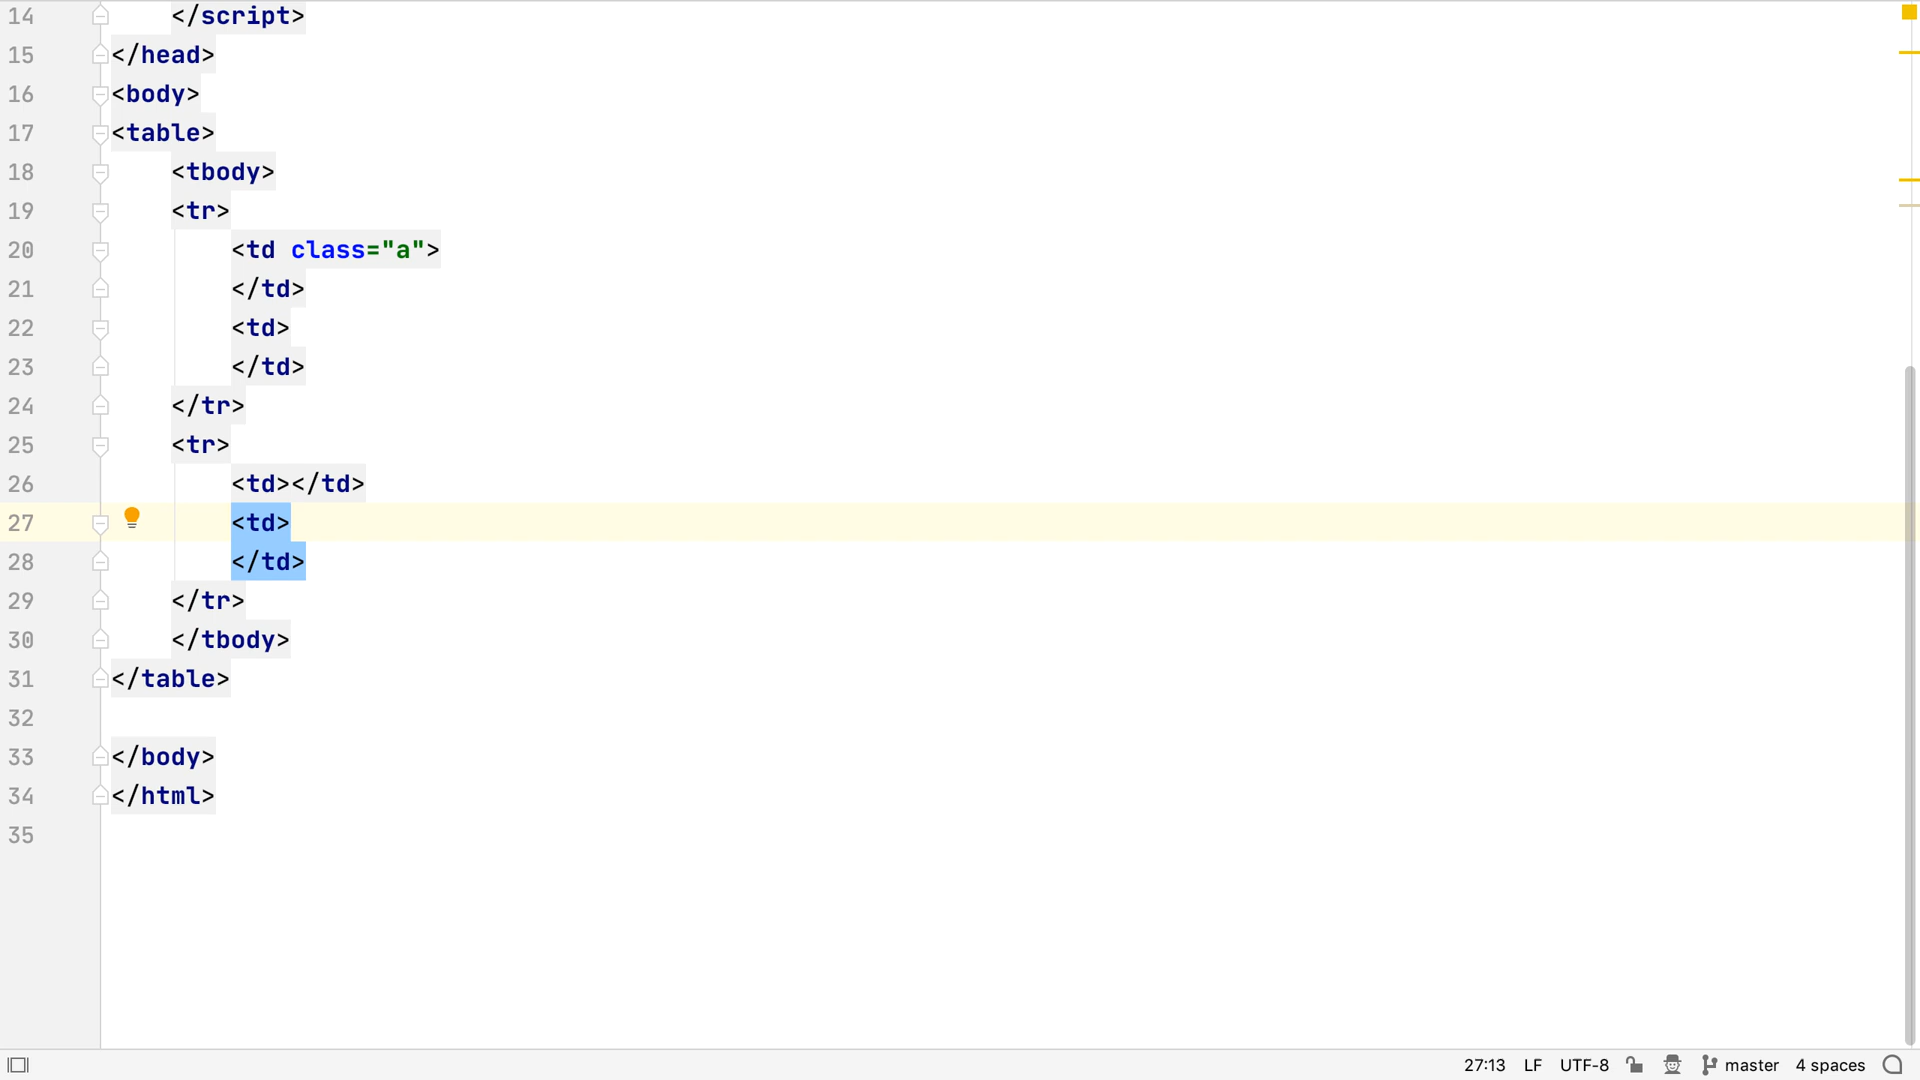 14 </script>
15 </head>
16 <body>
17 <table>
18 <tbody>
19 <tr>
20 <td class="a">
21 </td>
22 <td>
23 </td>
24 </tr>
25 <tr>
26 <td></td>
27 <td>
28 </td>
29 </tr>
30 </tbody>
31 </table>
32
33 </body>
34 </html>
35
27:13 LF UTF-8 master 4 spaces